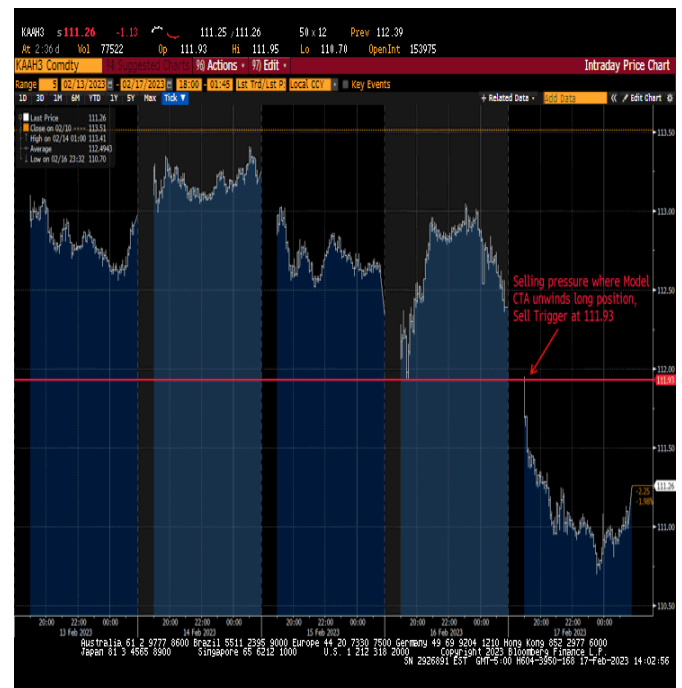 KAAH3 s111.26 -1.13 111.25 /111.26 50 x 12 Prev 112.39
At 2:36 d Vol 77522 Op 111.93 Hi 111.95 Lo 110.70 OpenInt 153975
KAAH3 Comdty 94) Suggested Charts 96) Actions 97) Edit Intraday Price Chart
Range 5 02/13/2023 - 02/17/2023 18:00 - 01:45 Lst Trd/Lst P Local CCY Key Events
1D 3D 1M 6M YTD 1Y 5Y Max Tick ▼ + Related Data Add Data « Edit Chart
Last Price 111.26
Close on 02/10 ---- 113.51
High on 02/14 01:00 113.41
Average 112.4943
Low on 02/16 23:32 110.70
113.50
113.00
Selling pressure where Model
CTA unwinds long position,
Sell Trigger at 111.93
112.50
112.00
111.93
111.50
111.26
-2.25
-1.98%
111.00
110.50
20:00 22:00 00:00 20:00 22:00 00:00 20:00 22:00 00:00 20:00 22:00 00:00 20:00 22:00 00:00
13 Feb 2023 14 Feb 2023 15 Feb 2023 16 Feb 2023 17 Feb 2023
Australia 61 2 9777 8600 Brazil 5511 2395 9000 Europe 44 20 7330 7500 Germany 49 69 9204 1210 Hong Kong 852 2977 6000
Japan 81 3 4565 8900 Singapore 65 6212 1000 U.S. 1 212 318 2000 Copyright 2023 Bloomberg Finance L.P.
SN 2926891 EST GMT-5:00 H604-3950-168 17-Feb-2023 14:02:56